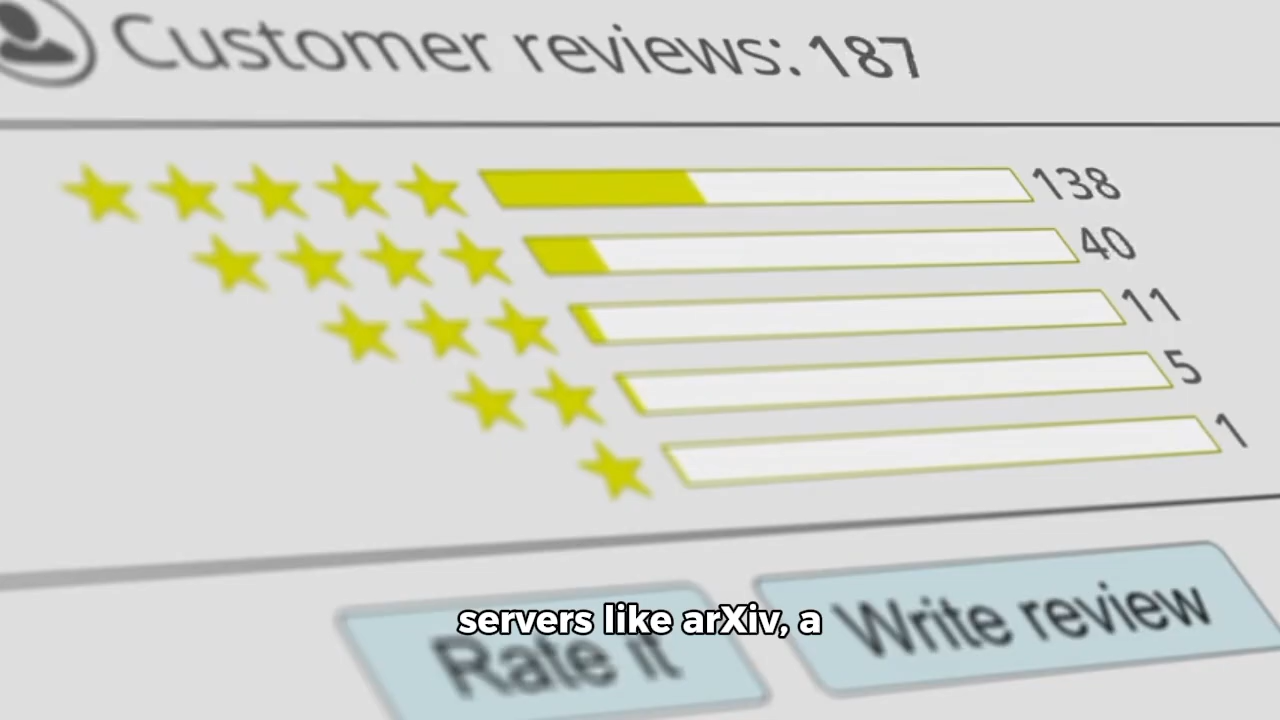 Customer reviews: 187
138
40
11
5
1
Rate it
Write review
servers like arXiv, a